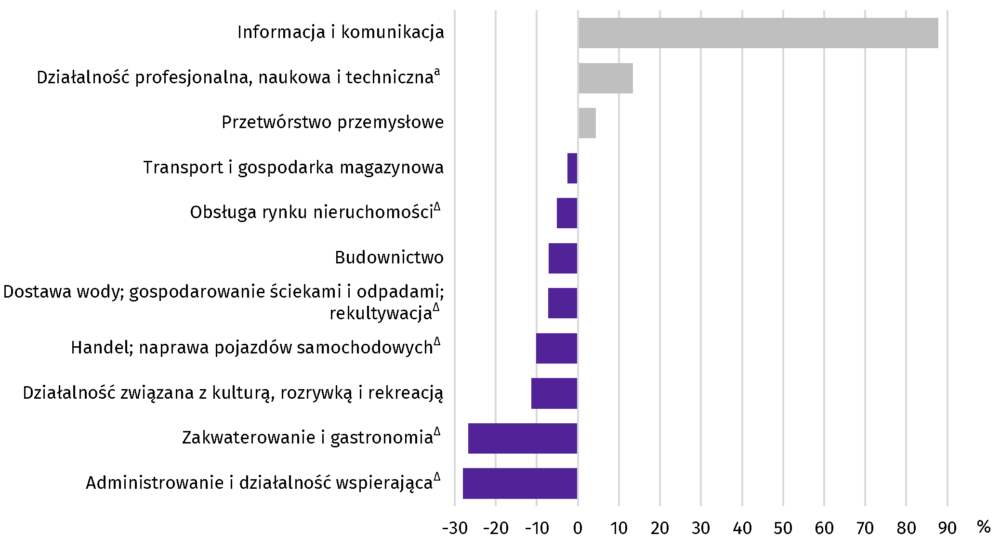 Informacja i komunikacja
Działalność profesjonalna, naukowa i technicznaᵃ
Przetwórstwo przemysłowe
Transport i gospodarka magazynowa
Obsługa rynku nieruchomościΔ
Budownictwo
Dostawa wody; gospodarowanie ściekami i odpadami;
rekultywacjaΔ
Handel; naprawa pojazdów samochodowychΔ
Działalność związana z kulturą, rozrywką i rekreacją
Zakwaterowanie i gastronomiaΔ
Administrowanie i działalność wspierającaΔ
-30 -20 -10 0 10 20 30 40 50 60 70 80 90 %